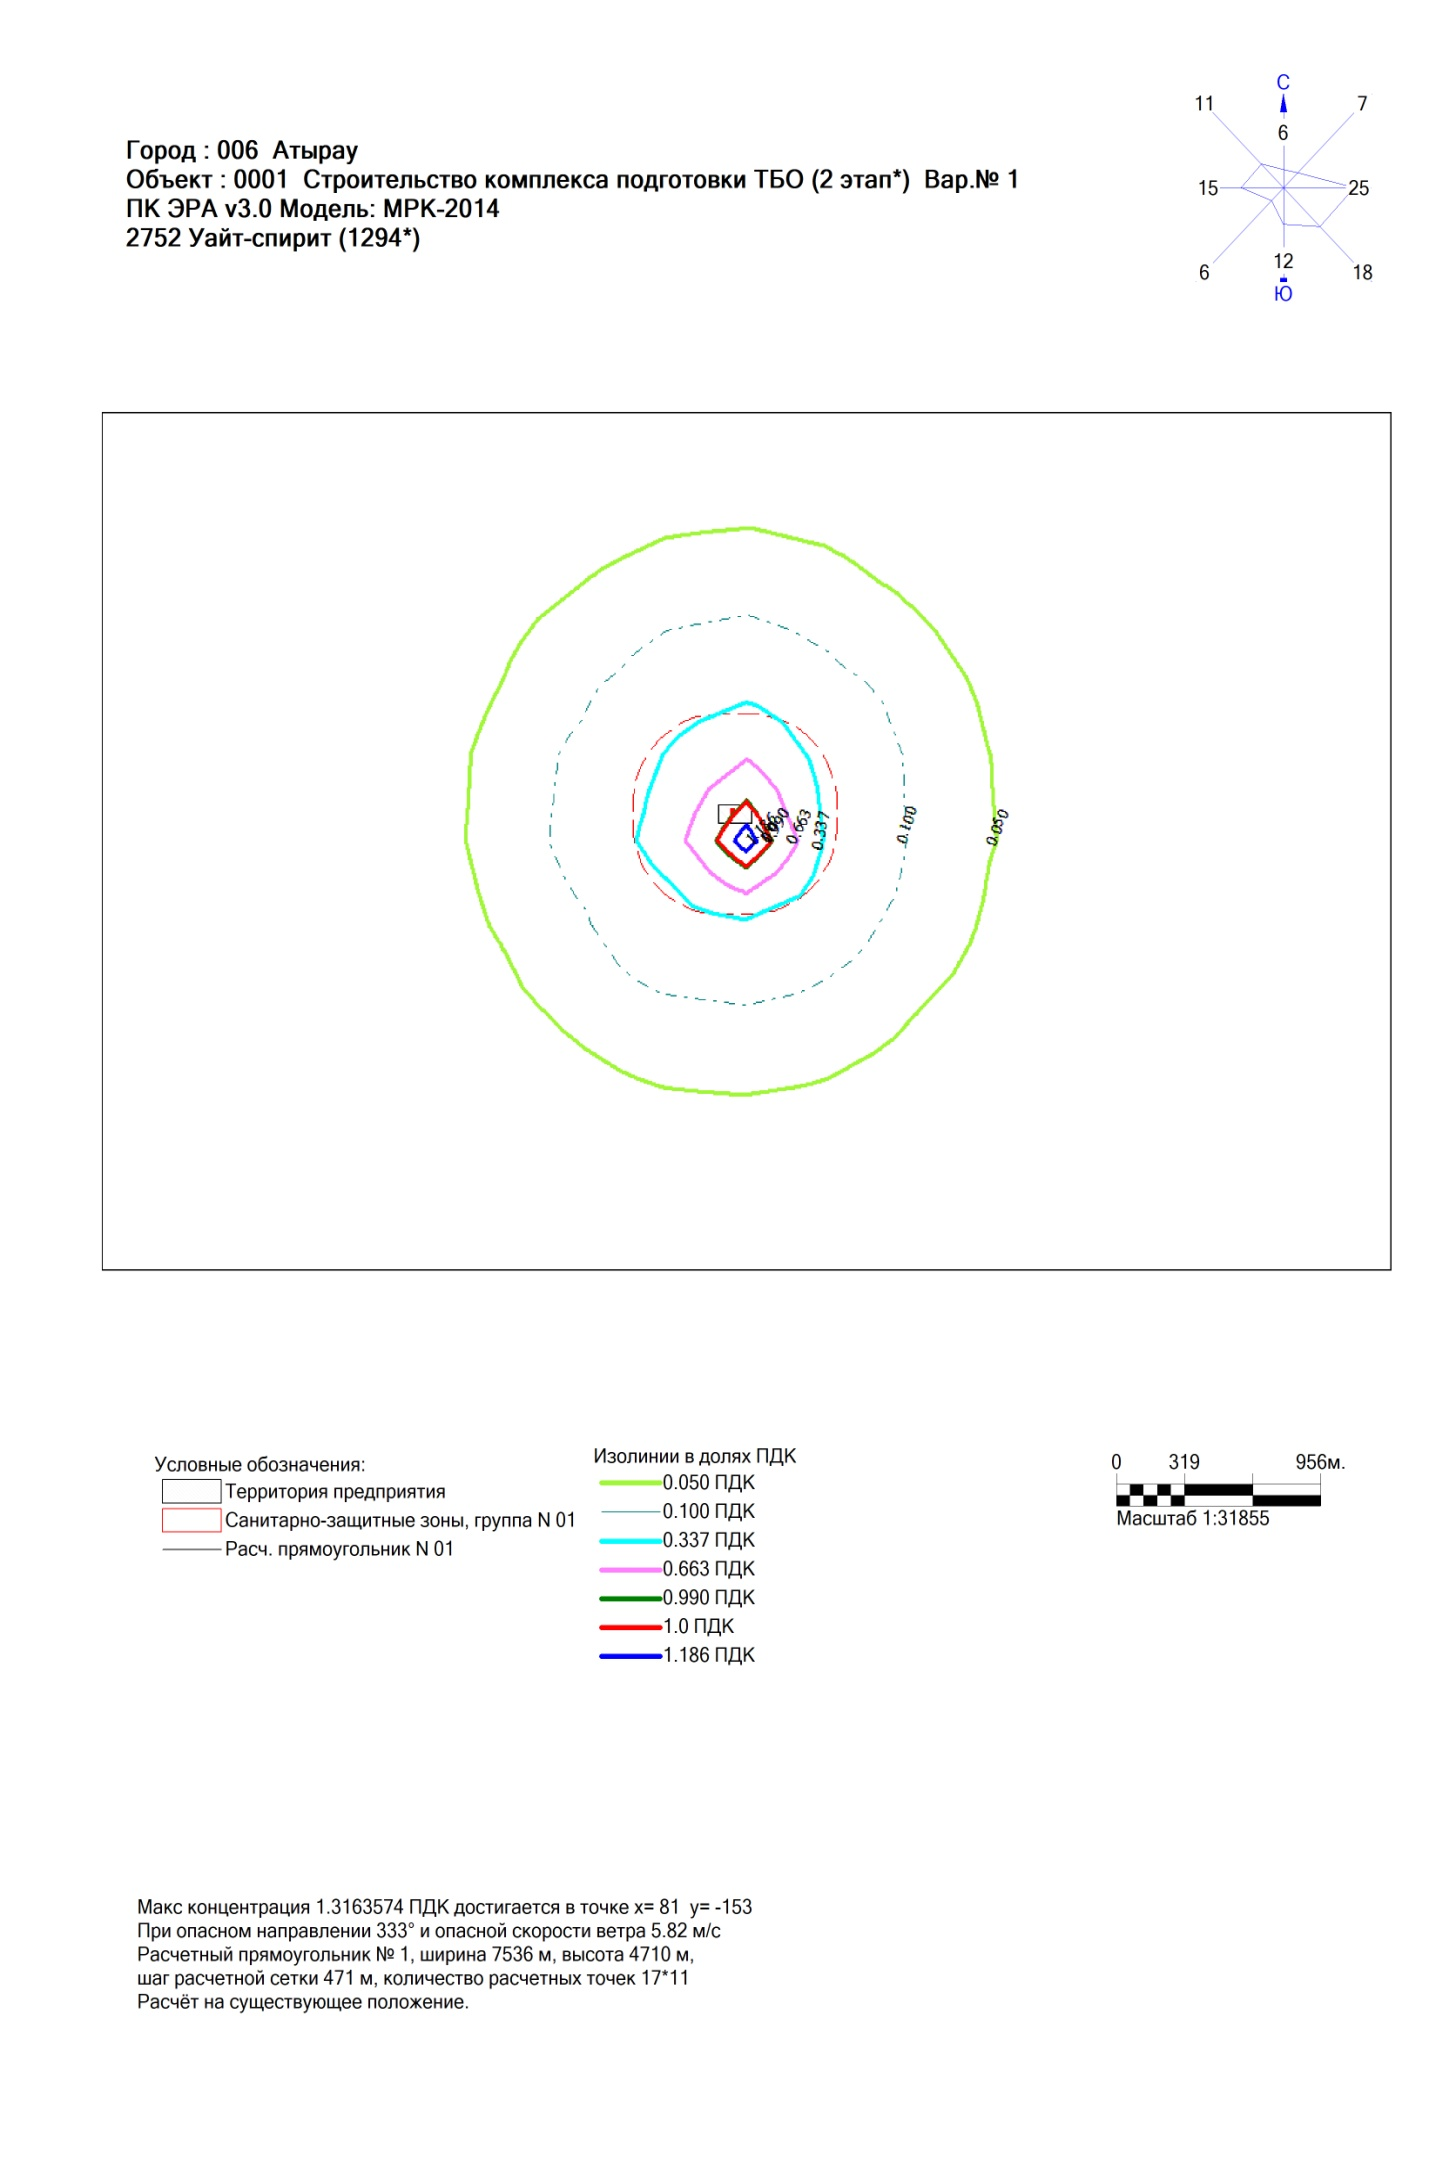 Город : 006  Атырау
Объект : 0001  Строительство комплекса подготовки ТБО (2 этап*)  Вар.№ 1
ПК ЭРА v3.0 Модель: МРК-2014
2752 Уайт-спирит (1294*)
С
11
7
6
15
25
12
6
18
Ю
0.990
0.663
0.337
0.100
0.050
Условные обозначения:
Территория предприятия
Санитарно-защитные зоны, группа N 01
Расч. прямоугольник N 01
Изолинии в долях ПДК
0.050 ПДК
0.100 ПДК
0.337 ПДК
0.663 ПДК
0.990 ПДК
1.0 ПДК
1.186 ПДК
0 319 956м.
Масштаб 1:31855
Макс концентрация 1.3163574 ПДК достигается в точке x= 81  y= -153
При опасном направлении 333° и опасной скорости ветра 5.82 м/с
Расчетный прямоугольник № 1, ширина 7536 м, высота 4710 м,
шаг расчетной сетки 471 м, количество расчетных точек 17*11
Расчёт на существующее положение.